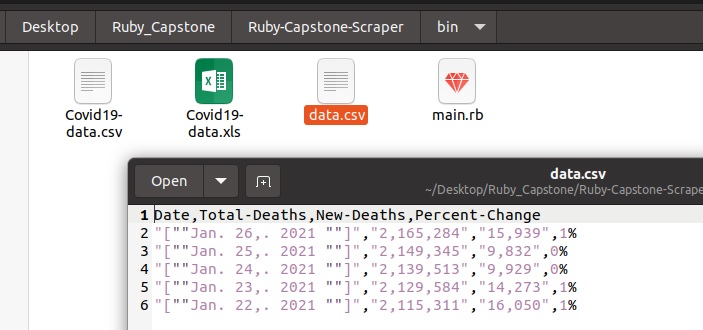 Desktop Ruby_Capstone Ruby-Capstone-Scraper bin
Covid19-data.csv
Covid19-data.xls
data.csv
main.rb
Open
data.csv
~/Desktop/Ruby_Capstone/Ruby-Capstone-Scrape
1 Date,Total-Deaths,New-Deaths,Percent-Change
2 "[""Jan. 26,. 2021 ""]","2,165,284","15,939",1%
3 "[""Jan. 25,. 2021 ""]","2,149,345","9,832",0%
4 "[""Jan. 24,. 2021 ""]","2,139,513","9,929",0%
5 "[""Jan. 23,. 2021 ""]","2,129,584","14,273",1%
6 "[""Jan. 22,. 2021 ""]","2,115,311","16,050",1%